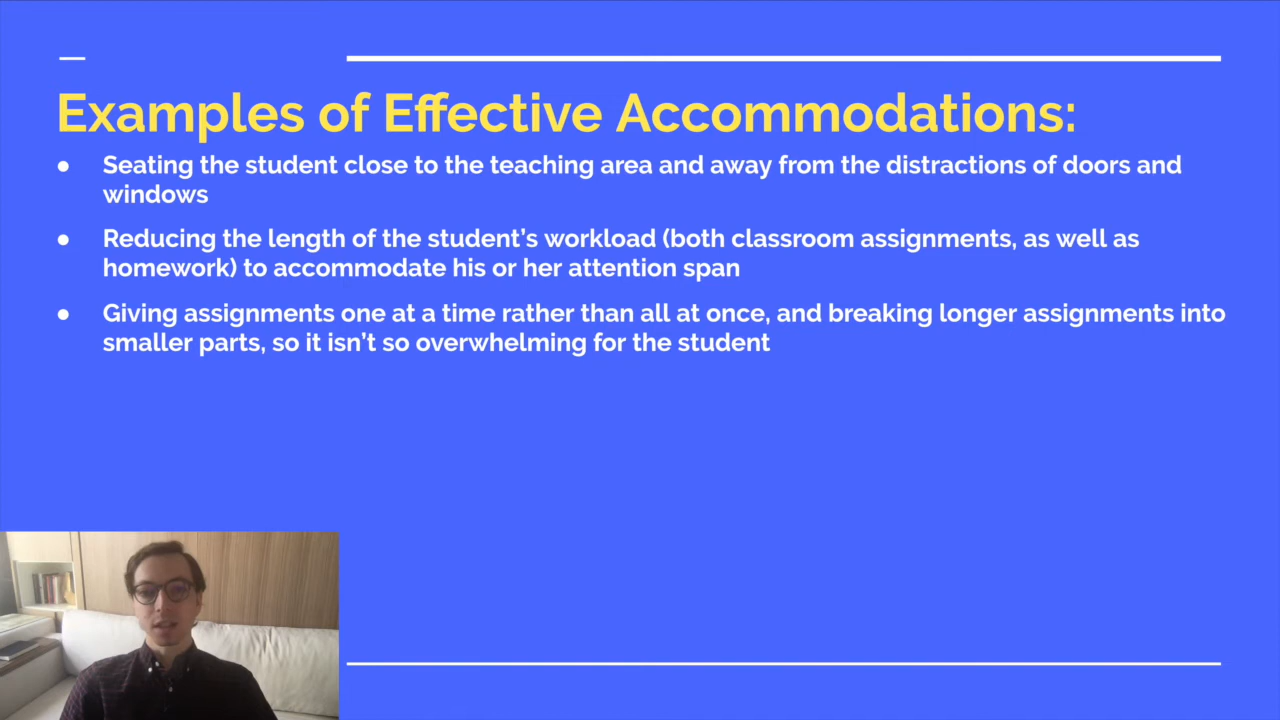 Examples of Effective Accommodations:
● Seating the student close to the teaching area and away from the distractions of doors and
windows
● Reducing the length of the student’s workload (both classroom assignments, as well as
homework) to accommodate his or her attention span
● Giving assignments one at a time rather than all at once, and breaking longer assignments into
smaller parts, so it isn’t so overwhelming for the student